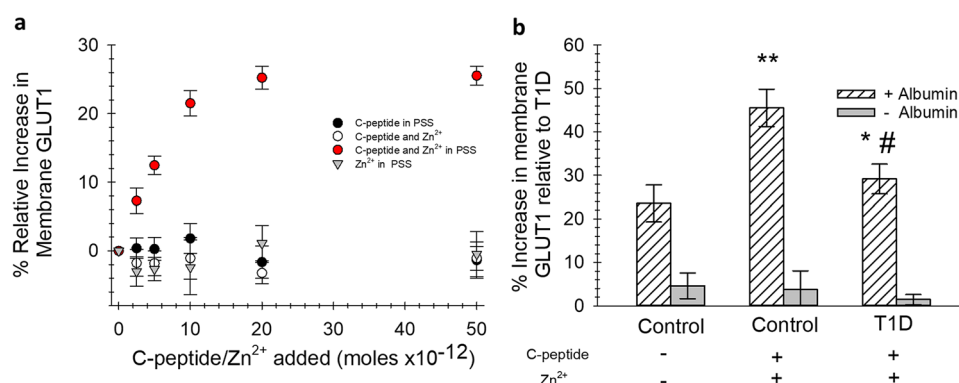 a
% Relative Increase in
Membrane GLUT1
30
20
10
0
0 10 20 30 40 50
C-peptide/Zn²⁺ added (moles x10⁻¹²)
C-peptide in PSS
C-peptide and Zn²⁺
C-peptide and Zn²⁺ in PSS
Zn²⁺ in PSS
b
% Increase in membrane
GLUT1 relative to T1D
60
50
40
30
20
10
0
**
* #
+ Albumin
- Albumin
Control Control T1D
C-peptide - + +
Zn²⁺ - + +